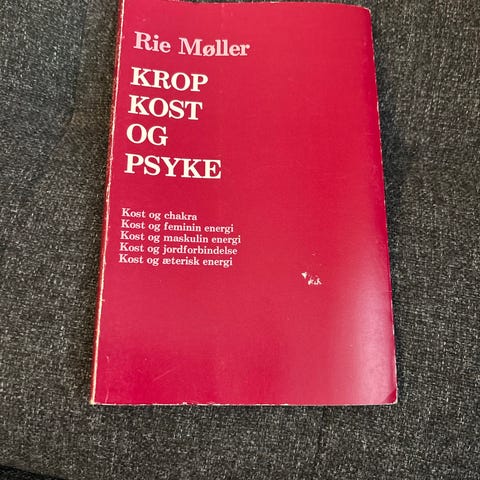 Rie Møller
KROP
KOST
OG
PSYKE
Kost og chakra
Kost og feminin energi
Kost og maskulin energi
Kost og jordforbindelse
Kost og æterisk energi